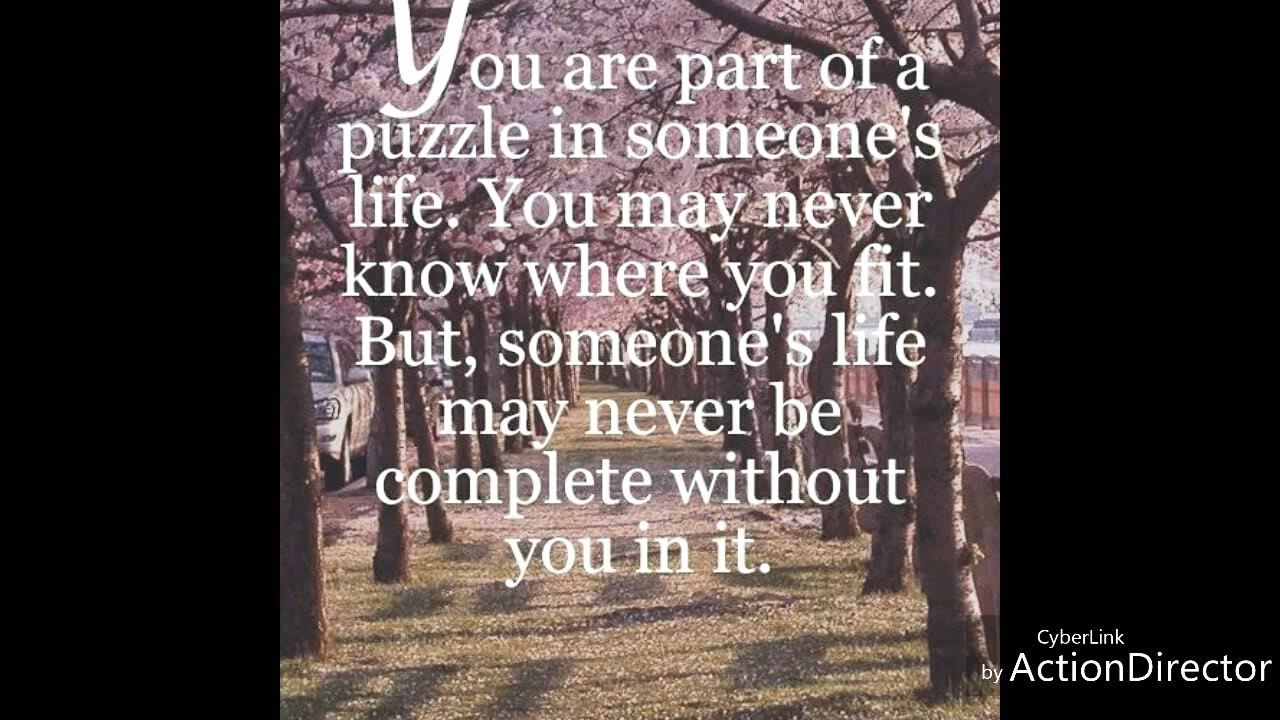 You are part of a
puzzle in someone's
life. You may never
know where you fit.
But, someone's life
may never be
complete without
you in it.
CyberLink
by ActionDirector